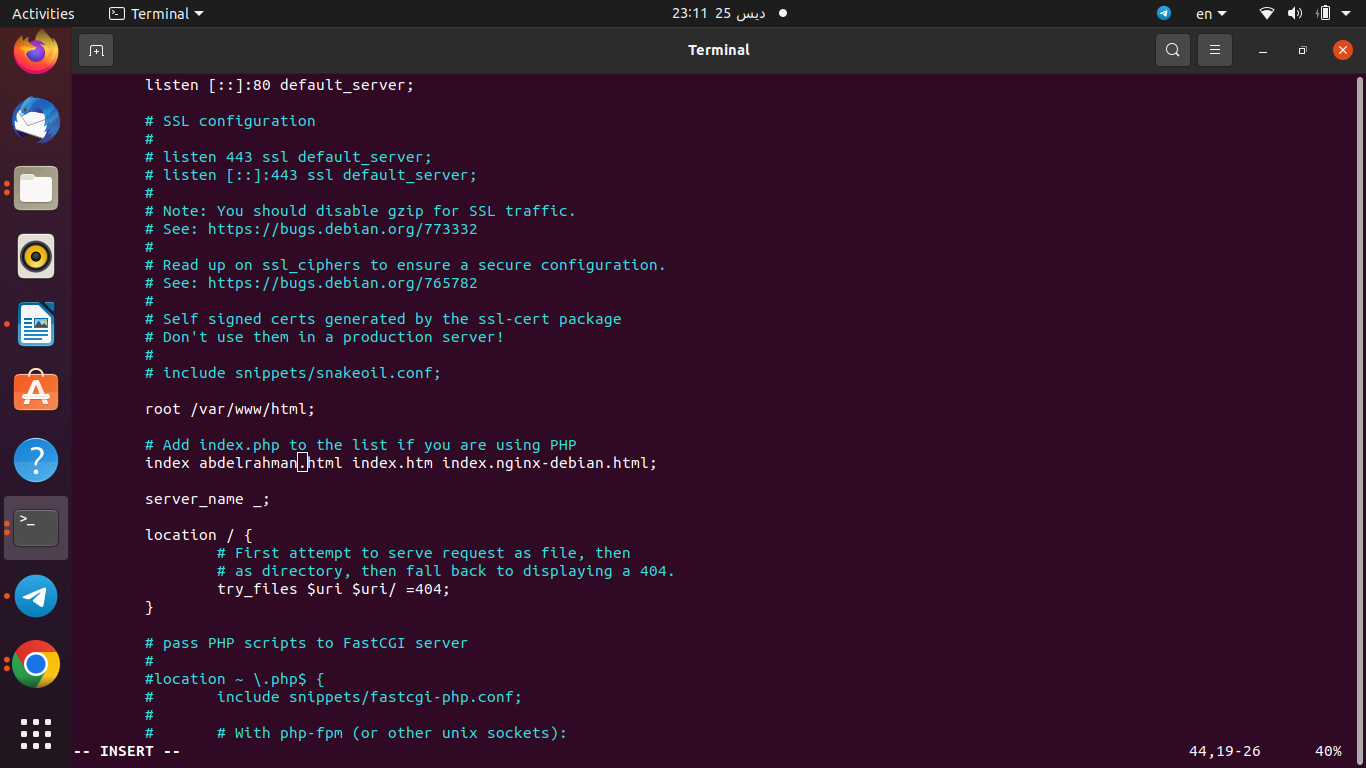 Activities
Terminal
23:11 25 ديس
en
Terminal
listen [::]:80 default_server;
# SSL configuration
#
# listen 443 ssl default_server;
# listen [::]:443 ssl default_server;
#
# Note: You should disable gzip for SSL traffic.
# See: https://bugs.debian.org/773332
#
# Read up on ssl_ciphers to ensure a secure configuration.
# See: https://bugs.debian.org/765782
#
# Self signed certs generated by the ssl-cert package
# Don't use them in a production server!
#
# include snippets/snakeoil.conf;
root /var/www/html;
# Add index.php to the list if you are using PHP
index abdelrahman.html index.htm index.nginx-debian.html;
server_name _;
location / {
# First attempt to serve request as file, then
# as directory, then fall back to displaying a 404.
try_files $uri $uri/ =404;
}
# pass PHP scripts to FastCGI server
#
#location ~ \.php$ {
# include snippets/fastcgi-php.conf;
#
# # With php-fpm (or other unix sockets):
-- INSERT -- 44,19-26 40%